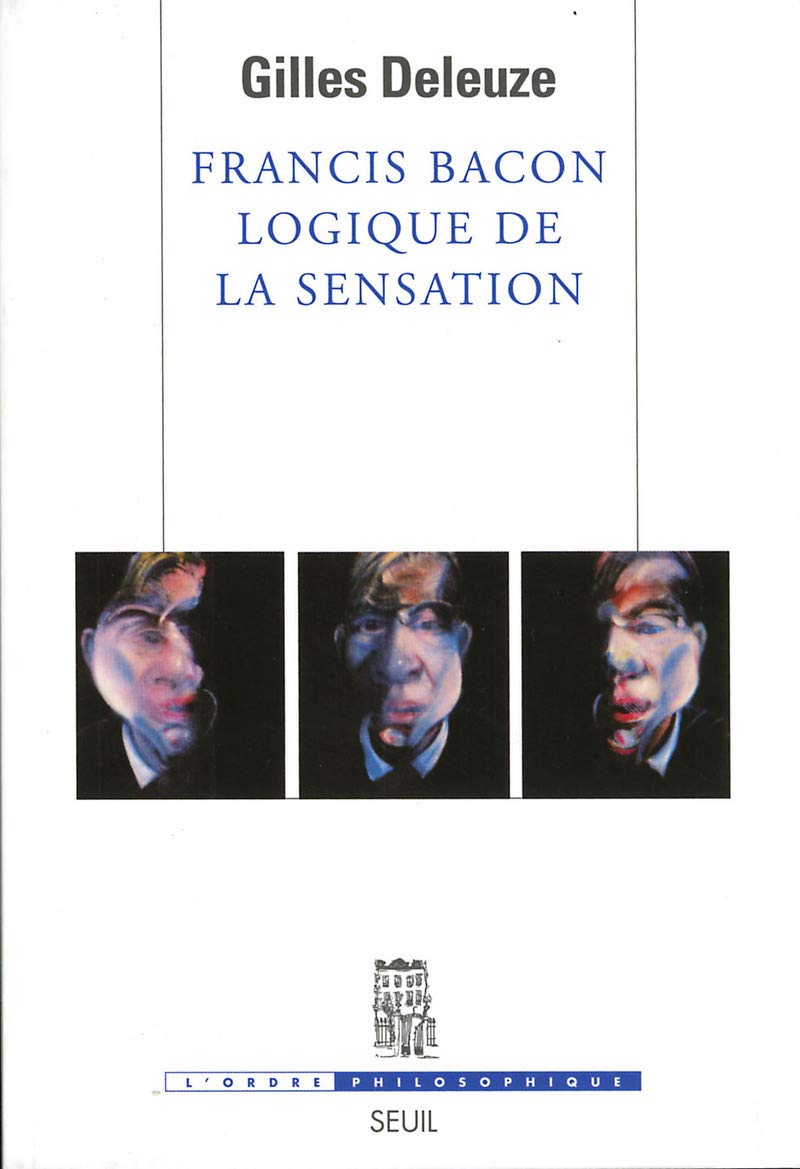 Gilles Deleuze
FRANCIS BACON
LOGIQUE DE
LA SENSATION
L'ORDRE PHILOSOPHIQUE
SEUIL